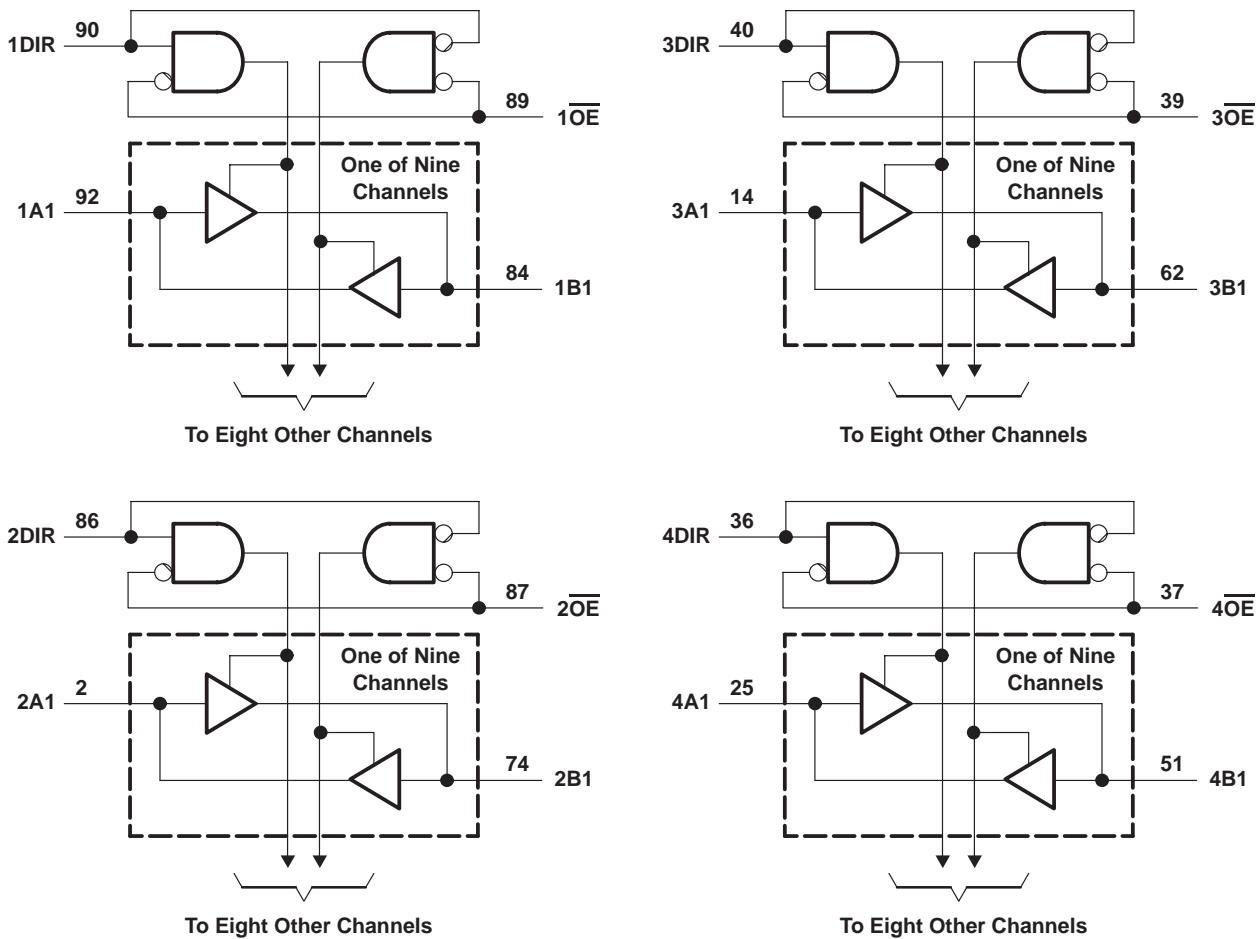 1DIR 90
89 1OE
One of Nine
Channels
1A1 92
84 1B1
To Eight Other Channels
3DIR 40
39 3OE
One of Nine
Channels
3A1 14
62 3B1
To Eight Other Channels
2DIR 86
87 2OE
One of Nine
Channels
2A1 2
74 2B1
To Eight Other Channels
4DIR 36
37 4OE
One of Nine
Channels
4A1 25
51 4B1
To Eight Other Channels